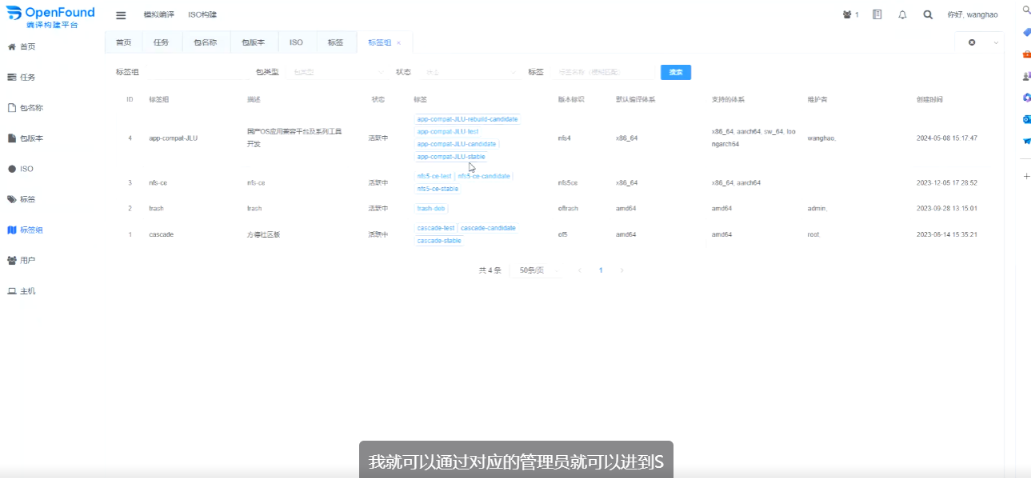 OpenFound
编译构建平台
模拟编译 ISO构建
1
你好, wanghao
首页 任务 包名称 包版本 ISO 标签 标签组 ×
首页
任务
包名称
包版本
ISO
标签
标签组
用户
主机
标签组 包类型 包类型 状态 标签 搜索
ID 标签组 描述 状态 标签 版本标识 默认编译体系 支持的体系 维护者 创建时间
4 app-compat-JLU 国产OS应用兼容平台及系列工具
开发 活跃中 app-compat-JLU-rebuild-candidate
app-compat-JLU-test
app-compat-JLU-candidate
app-compat-JLU-stable
nfs4 x86_64 x86_64, aarch64, sw_64, loo
ngarch64 wanghao, 2024-05-08 15:17:47
3 nfs-ce nfs-ce 活跃中 nfs5-ce-test nfs5-ce-candidate
nfs5-ce-stable
nfs5ce x86_64 x86_64, aarch64 2023-12-05 17:28:52
2 trash trash 活跃中 trash-bub oftrash amd64 amd64 admin, 2023-09-28 13:15:01
1 cascade 方德社区版 活跃中 cascade-test cascade-candidate
cascade-stable
of5 amd64 amd64 root 2023-06-14 15:35:21
共 4 条 50条/页 1
我就可以通过对应的管理员就可以进到S